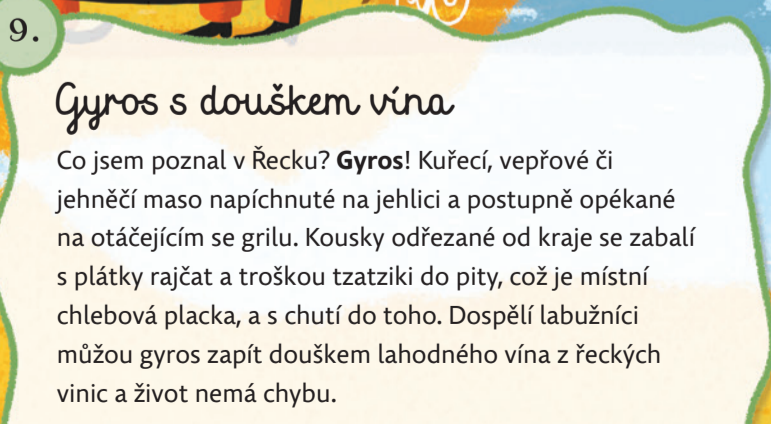 9.
Gyros s douškem vína
Co jsem poznal v Řecku? Gyros! Kuřecí, vepřové či
jehněčí maso napíchnuté na jehlici a postupně opékané
na otáčejícím se grilu. Kousky odřezané od kraje se zabalí
s plátky rajčat a troškou tzatziki do pity, což je místní
chlebová placka, a s chutí do toho. Dospělí labužníci
můžou gyros zapít douškem lahodného vína z řeckých
vinic a život nemá chybu.